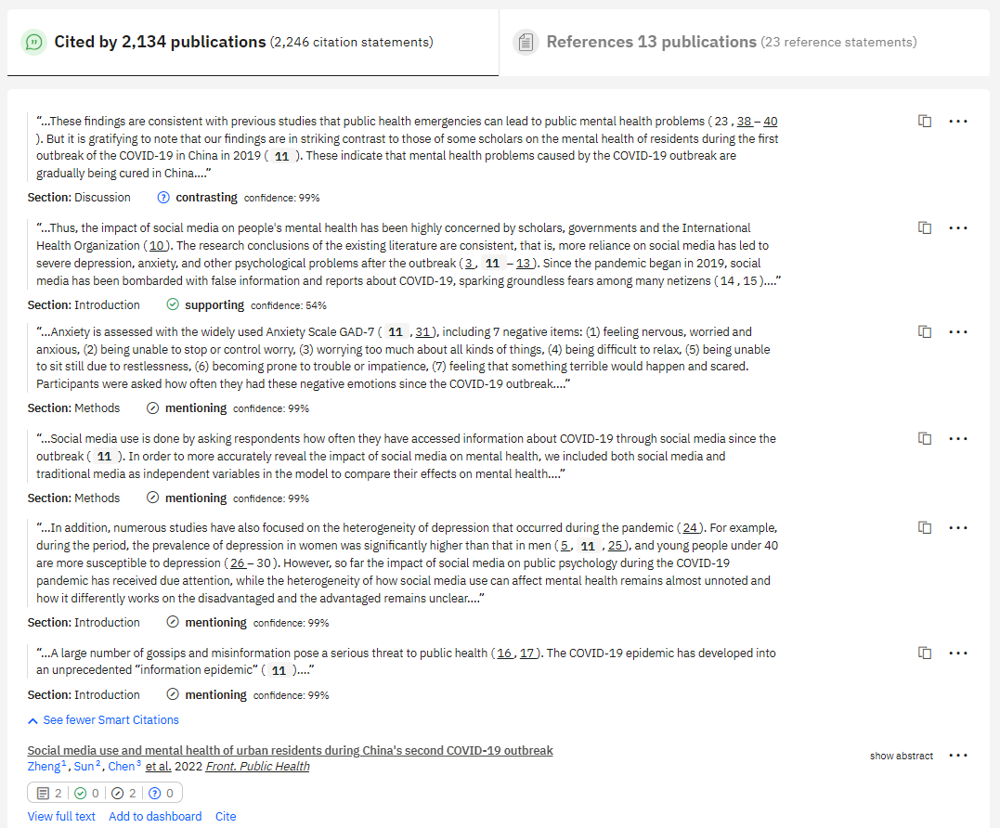 Cited by 2,134 publications (2,246 citation statements)
References 13 publications (23 reference statements)
“...These findings are consistent with previous studies that public health emergencies can lead to public mental health problems ( 23 , 38 – 40
). But it is gratifying to note that our findings are in striking contrast to those of some scholars on the mental health of residents during the first
outbreak of the COVID-19 in China in 2019 ( 11 ). These indicate that mental health problems caused by the COVID-19 outbreak are
gradually being cured in China....”
Section: Discussion contrasting confidence: 99%
“...Thus, the impact of social media on people's mental health has been highly concerned by scholars, governments and the International
Health Organization ( 10 ). The research conclusions of the existing literature are consistent, that is, more reliance on social media has led to
severe depression, anxiety, and other psychological problems after the outbreak ( 3 , 11 – 13 ). Since the pandemic began in 2019, social
media has been bombarded with false information and reports about COVID-19, sparking groundless fears among many netizens ( 14 , 15 )....”
Section: Introduction supporting confidence: 54%
“...Anxiety is assessed with the widely used Anxiety Scale GAD-7 ( 11 , 31 ), including 7 negative items: (1) feeling nervous, worried and
anxious, (2) being unable to stop or control worry, (3) worrying too much about all kinds of things, (4) being difficult to relax, (5) being unable
to sit still due to restlessness, (6) becoming prone to trouble or impatience, (7) feeling that something terrible would happen and scared.
Participants were asked how often they had these negative emotions since the COVID-19 outbreak....”
Section: Methods mentioning confidence: 99%
“...Social media use is done by asking respondents how often they have accessed information about COVID-19 through social media since the
outbreak ( 11 ). In order to more accurately reveal the impact of social media on mental health, we included both social media and
traditional media as independent variables in the model to compare their effects on mental health....”
Section: Methods mentioning confidence: 99%
“...In addition, numerous studies have also focused on the heterogeneity of depression that occurred during the pandemic ( 24 ). For example,
during the period, the prevalence of depression in women was significantly higher than that in men ( 5 , 11 , 25 ), and young people under 40
are more susceptible to depression ( 26 – 30 ). However, so far the impact of social media on public psychology during the COVID-19
pandemic has received due attention, while the heterogeneity of how social media use can affect mental health remains almost unnoted and
how it differently works on the disadvantaged and the advantaged remains unclear....”
Section: Introduction mentioning confidence: 99%
“...A large number of gossips and misinformation pose a serious threat to public health ( 16 , 17 ). The COVID-19 epidemic has developed into
an unprecedented “information epidemic” ( 11 )....”
Section: Introduction mentioning confidence: 99%
See fewer Smart Citations
Social media use and mental health of urban residents during China's second COVID-19 outbreak
show abstract
Zheng1, Sun2, Chen3 et al. 2022 Front. Public Health
2 0 2 0
View full text Add to dashboard Cite